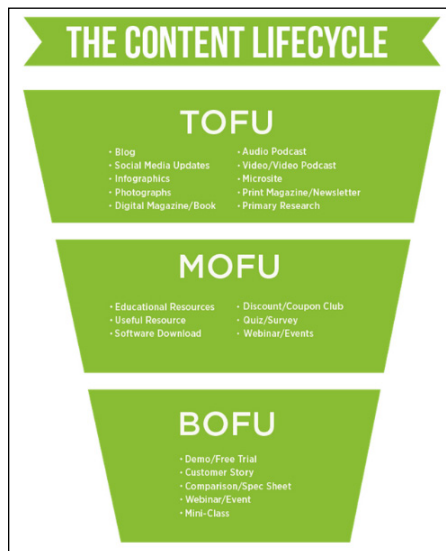 THE CONTENT LIFECYCLE
TOFU
• Blog
• Social Media Updates
• Infographics
• Photographs
• Digital Magazine/Book
• Audio Podcast
• Video/Video Podcast
• Microsite
• Print Magazine/Newsletter
• Primary Research
MOFU
• Educational Resources
• Useful Resource
• Software Download
• Discount/Coupon Club
• Quiz/Survey
• Webinar/Events
BOFU
• Demo/Free Trial
• Customer Story
• Comparison/Spec Sheet
• Webinar/Event
• Mini-Class